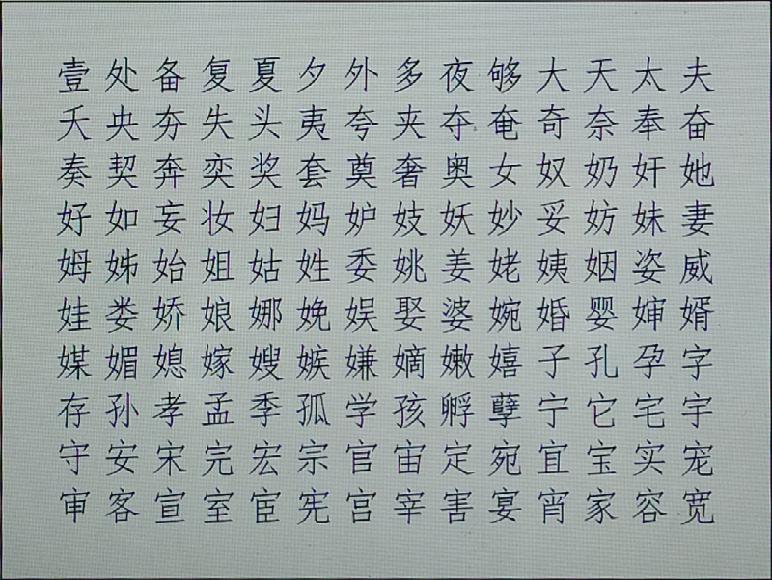 壹处备复夏夕外多夜够大天太夫
夭央夯失头夷夸夹夺奄奇奈奉奋
奏契奔奕奖套奠奢奥女奴奶奸她
好如妄妆妇妈妒妓妖妙妥妨妹妻
姆姊始姐姑姓委姚姜姥姨姻姿威
娃娄娇娘娜娩娱娶婆婉婚婴婶婿
媒媚媳嫁嫂嫉嫌嫡嫩嬉子孔孕字
存孙孝孟季孤学孩孵孽宁它宅宇
守安宋完宏宗官宙定宛宜宝实宠
审客宣室宦宪宫宰害宴宵家容宽